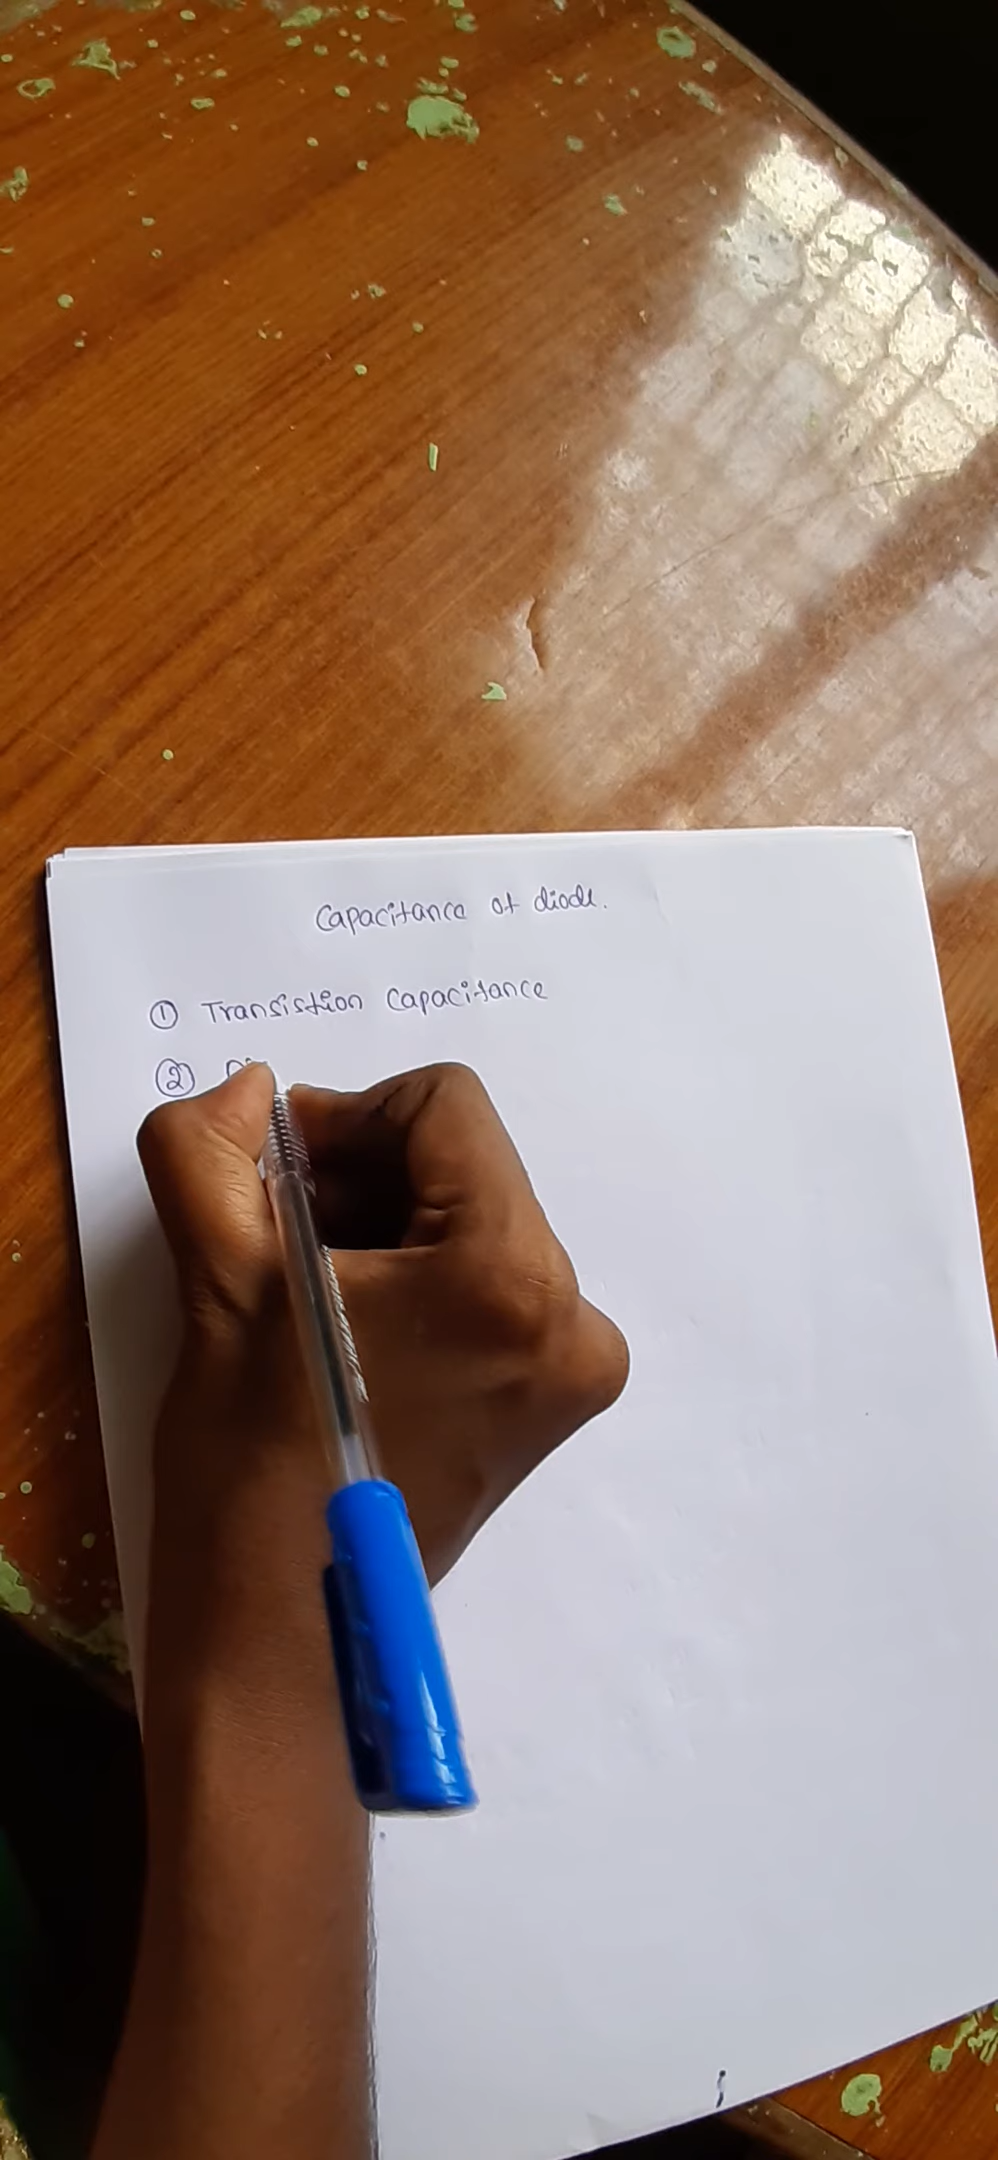 Capacitance of diode.
① Transistion Capacitance
②